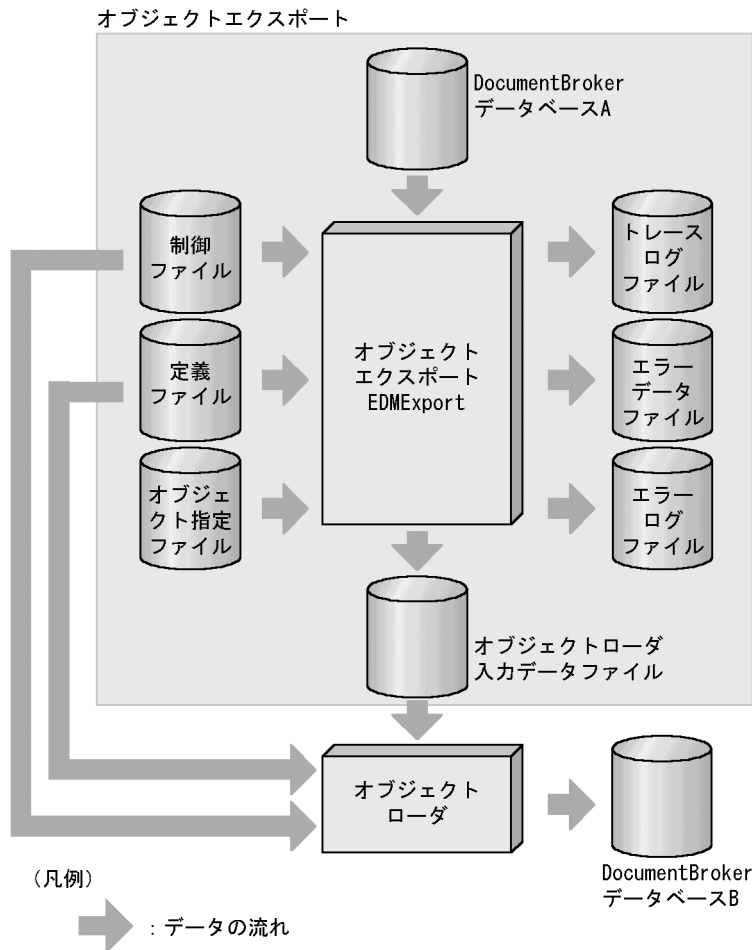 オブジェクトエクスポート
DocumentBroker
データベースA
制御
ファイル
トレース
ログ
ファイル
定義
ファイル
オブジェクト
エクスポート
EDMExport
エラー
データ
ファイル
オブジェ
クト指定
ファイル
エラー
ログ
ファイル
オブジェクトローダ
入力データファイル
オブジェクト
ローダ
DocumentBroker
データベースB
（凡例）
：データの流れ